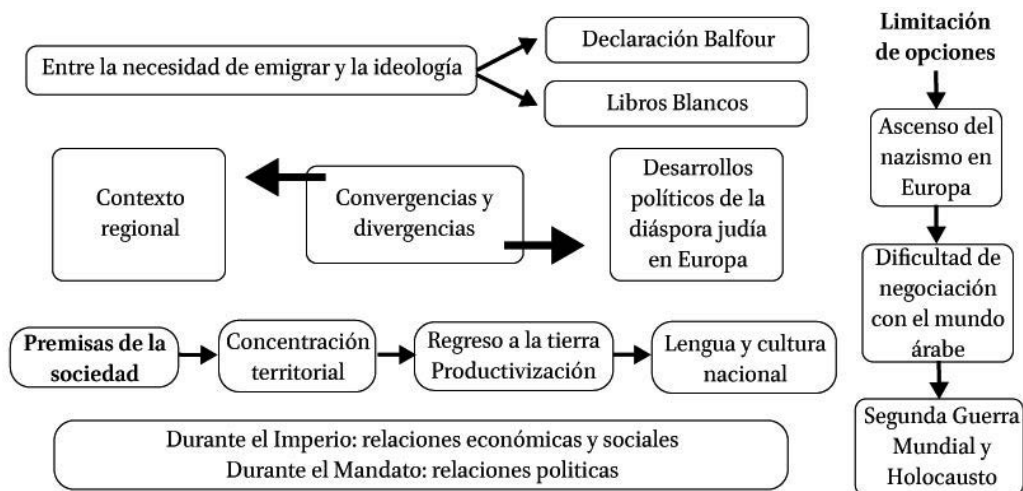 Entre la necesidad de emigrar y la ideología
Declaración Balfour
Libros Blancos
Contexto
regional
Convergencias y
divergencias
Desarrollos
políticos de la
diáspora judía
en Europa
Premisas de la
sociedad
Concentración
territorial
Regreso a la tierra
Productivización
Lengua y cultura
nacional
Durante el Imperio: relaciones económicas y sociales
Durante el Mandato: relaciones politicas
Limitación
de opciones
Ascenso del
nazismo en
Europa
Dificultad de
negociación
con el mundo
árabe
Segunda Guerra
Mundial y
Holocausto